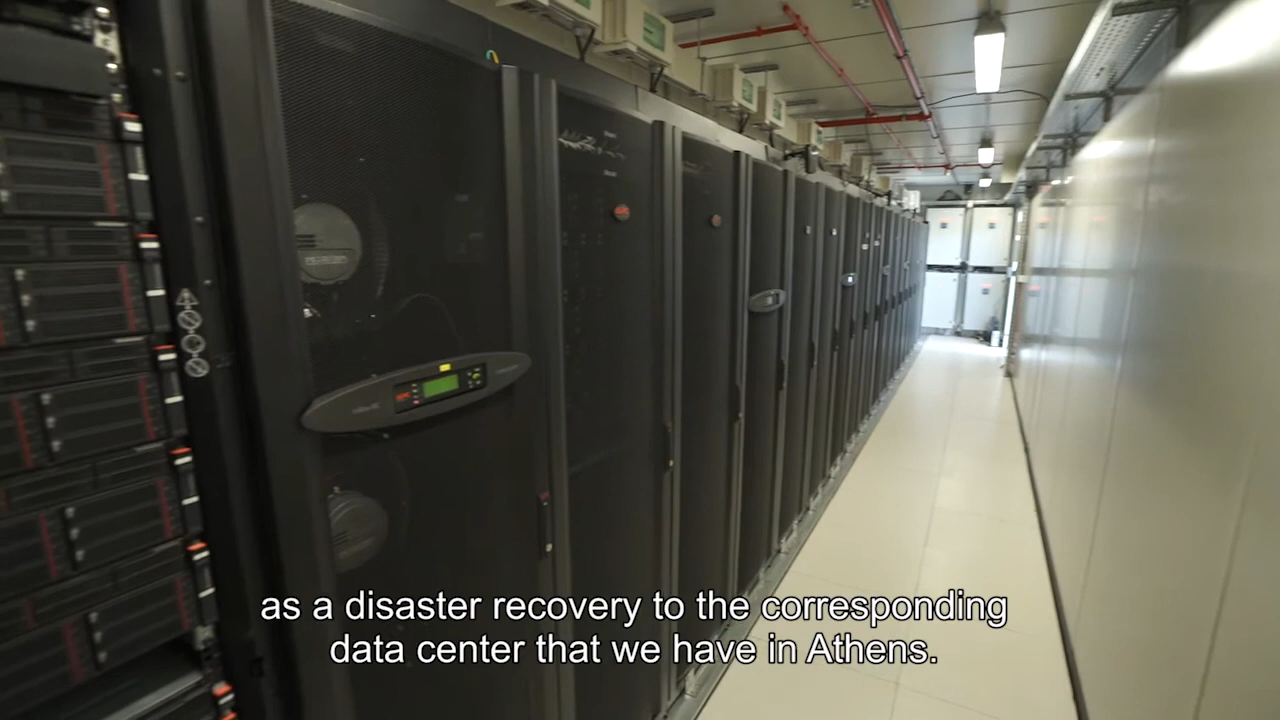 as a disaster recovery to the corresponding
data center that we have in Athens.